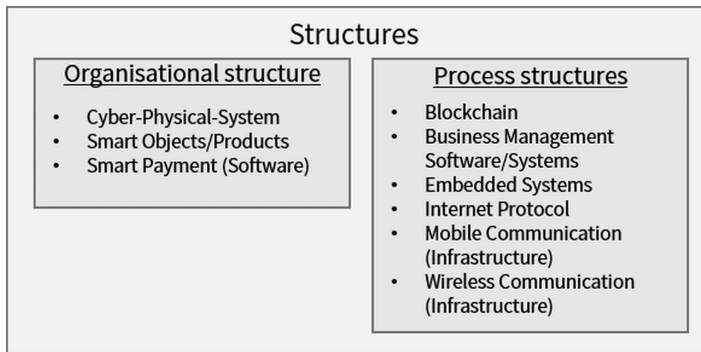 Structures
Organisational structure
• Cyber-Physical-System
• Smart Objects/Products
• Smart Payment (Software)
Process structures
• Blockchain
• Business Management
Software/Systems
• Embedded Systems
• Internet Protocol
• Mobile Communication
(Infrastructure)
• Wireless Communication
(Infrastructure)